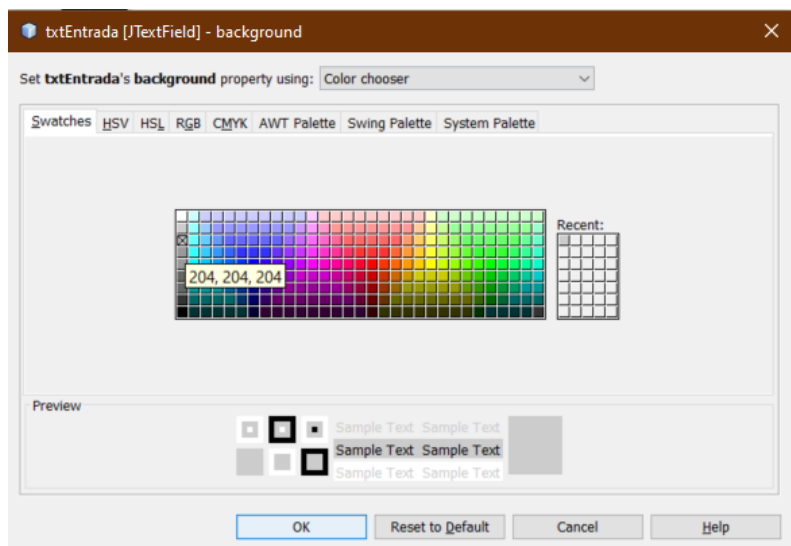 txtEntrada [JTextField] - background
Set txtEntrada's background property using: Color chooser
Swatches HSV HSL RGB CMYK AWT Palette Swing Palette System Palette
Recent:
204, 204, 204
Preview
Sample Text Sample Text
Sample Text Sample Text
Sample Text Sample Text
OK Reset to Default Cancel Help